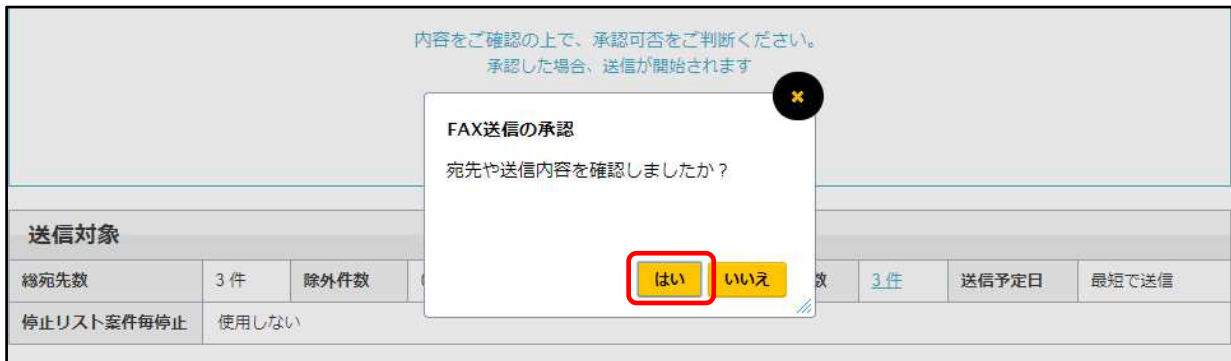 内容をご確認の上で、承認可否をご判断ください。
承認した場合、送信が開始されます
FAX送信の承認
宛先や送信内容を確認しましたか？
はい いいえ
送信対象
総宛先数 3 件 除外件数 数 3 件 送信予定日 最短で送信
停止リスト案件毎停止 使用しない